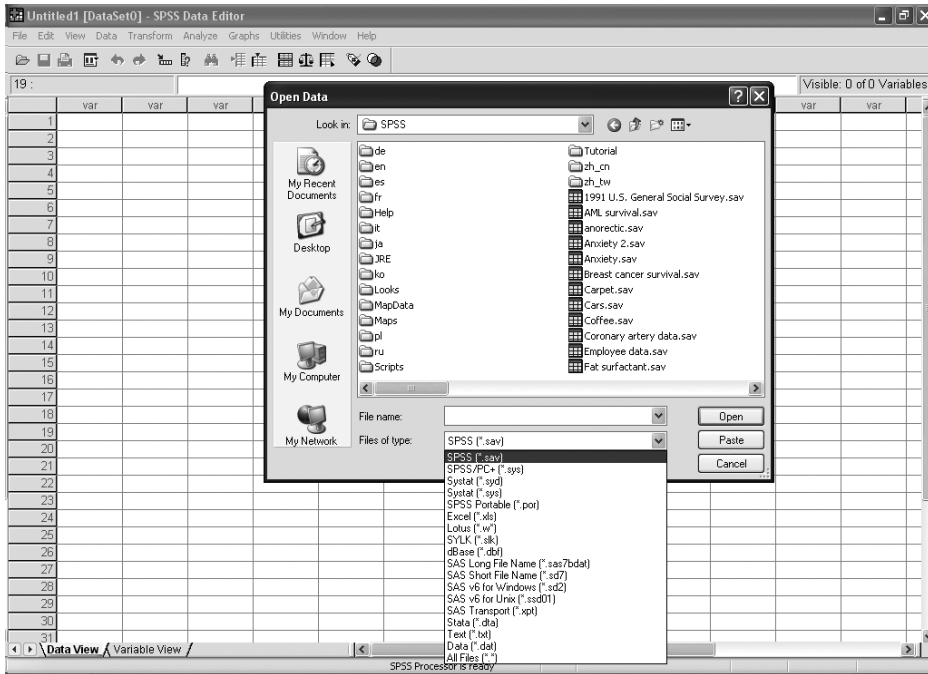 Untitled1 [DataSet0] - SPSS Data Editor
File Edit View Data Transform Analyze Graphs Utilities Window Help
19 :
Visible: 0 of 0 Variables
var var var var var
1
2
3
4
5
6
7
8
9
10
11
12
13
14
15
16
17
18
19
20
21
22
23
24
25
26
27
28
29
30
31
Open Data
Look in: SPSS
My Recent
Documents
Desktop
My Documents
My Computer
My Network
de
en
es
fr
Help
it
ja
JRE
ko
Looks
MapData
Maps
pl
ru
Scripts
Tutorial
zh_cn
zh_tw
1991 U.S. General Social Survey.sav
AML survival.sav
anorectic.sav
Anxiety 2.sav
Anxiety.sav
Breast cancer survival.sav
Carpet.sav
Cars.sav
Coffee.sav
Coronary artery data.sav
Employee data.sav
Fat surfactant.sav
File name:
Open
Files of type: SPSS (*.sav)
Paste
Cancel
SPSS (*.sav)
SPSS/PC+ (*.sys)
Systat (*.syd)
Systat (*.sys)
SPSS Portable (*.por)
Excel (*.xls)
Lotus (*.w*)
SYLK (*.slk)
dBase (*.dbf)
SAS Long File Name (*.sas7bdat)
SAS Short File Name (*.sd7)
SAS v6 for Windows (*.sd2)
SAS v6 for Unix (*.ssd01)
SAS Transport (*.xpt)
Stata (*.dta)
Text (*.txt)
Data (*.dat)
All Files (*.*)
Data View Variable View
SPSS Processor is ready